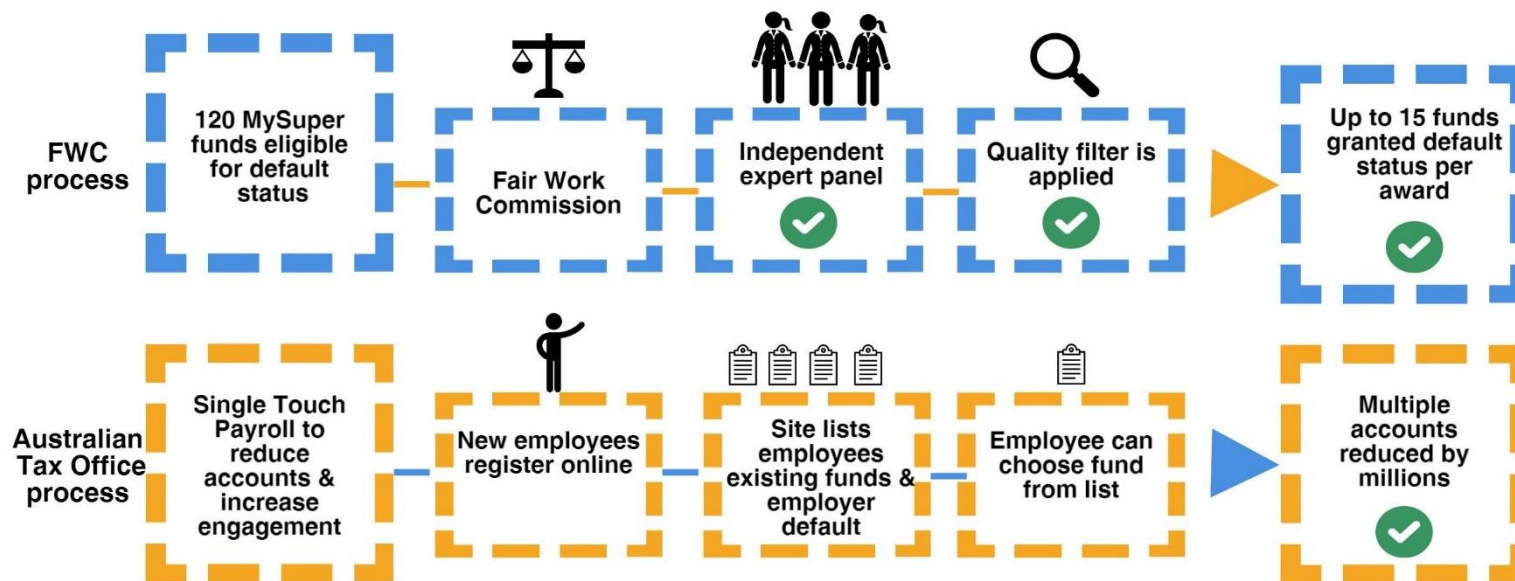 FWC
process
120 MySuper
funds eligible
for default
status
Fair Work
Commission
Independent
expert panel
Quality filter is
applied
Up to 15 funds
granted default
status per
award
Australian
Tax Office
process
Single Touch
Payroll to
reduce
accounts &
increase
engagement
New employees
register online
Site lists
employees
existing funds &
employer
default
Employee can
choose fund
from list
Multiple
accounts
reduced by
millions